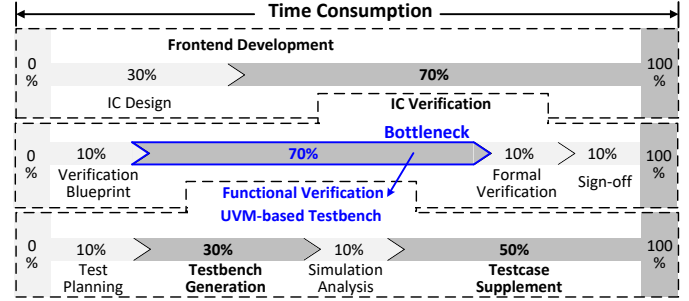 Time Consumption
Frontend Development
0
%
30%
70%
100
%
IC Design
IC Verification
Bottleneck
0
%
10%
70%
10%
10%
100
%
Verification
Blueprint
Formal
Verification
Sign-off
Functional Verification
UVM-based Testbench
0
%
10%
30%
10%
50%
100
%
Test
Planning
Testbench
Generation
Simulation
Analysis
Testcase
Supplement